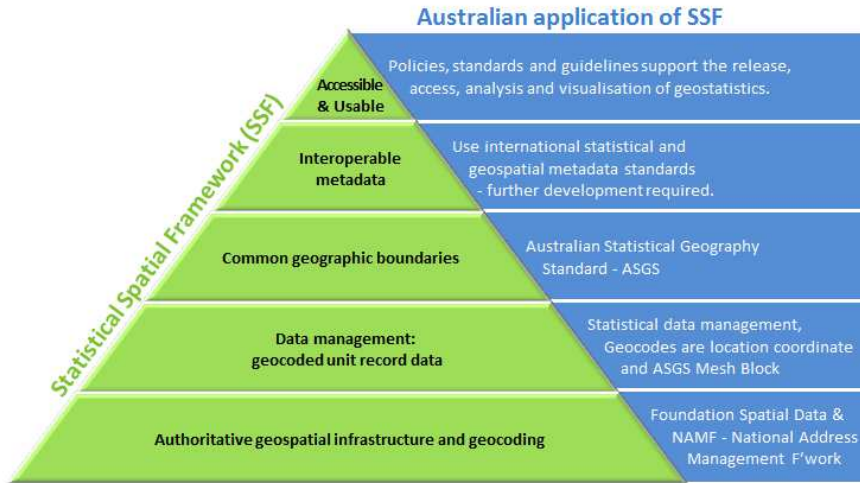 Australian application of SSF
Statistical Spatial Framework (SSF)
Accessible
& Usable
Policies, standards and guidelines support the release,
access, analysis and visualisation of geostatistics.
Interoperable
metadata
Use international statistical and
geospatial metadata standards
- further development required.
Common geographic boundaries
Australian Statistical Geography
Standard - ASGS
Data management:
geocoded unit record data
Statistical data management,
Geocodes are location coordinate
and ASGS Mesh Block
Authoritative geospatial infrastructure and geocoding
Foundation Spatial Data &
NAMF - National Address
Management F'work